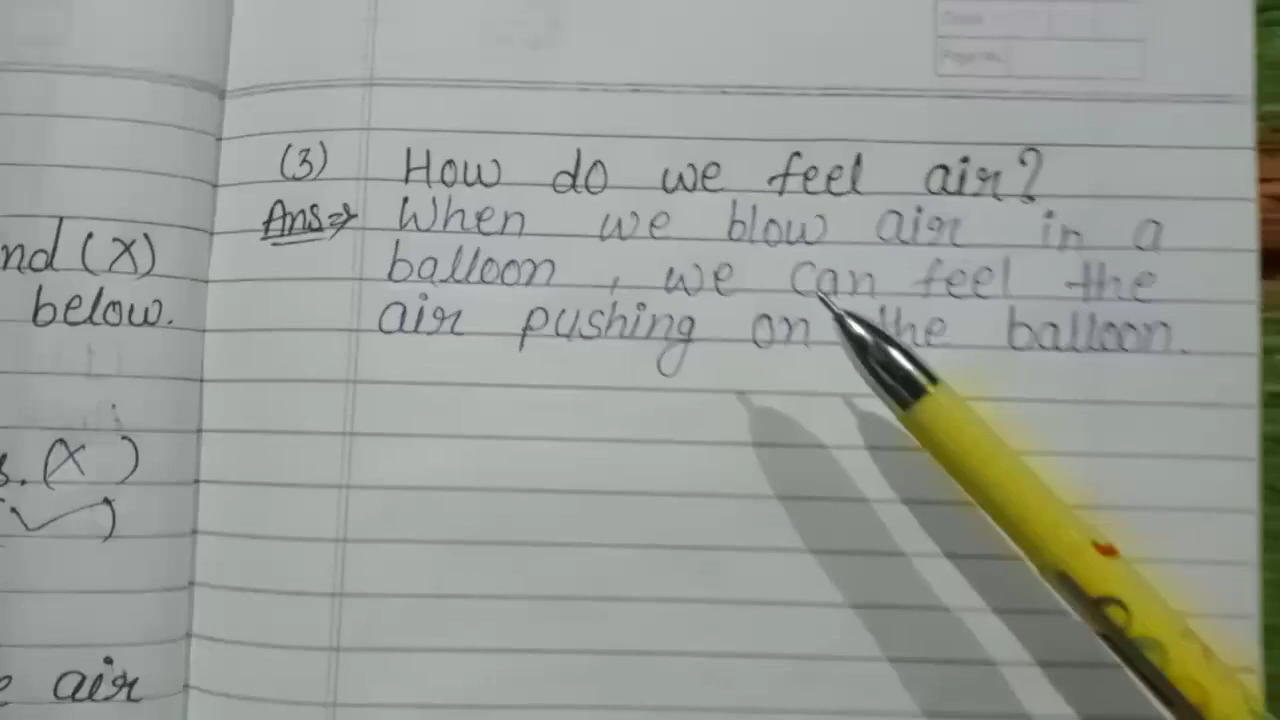 nd (X)
below.
s. (X)
e air
(3) How do we feel air?
Ans⇒ When we blow air in a
balloon, we can feel the
air pushing on the balloon.